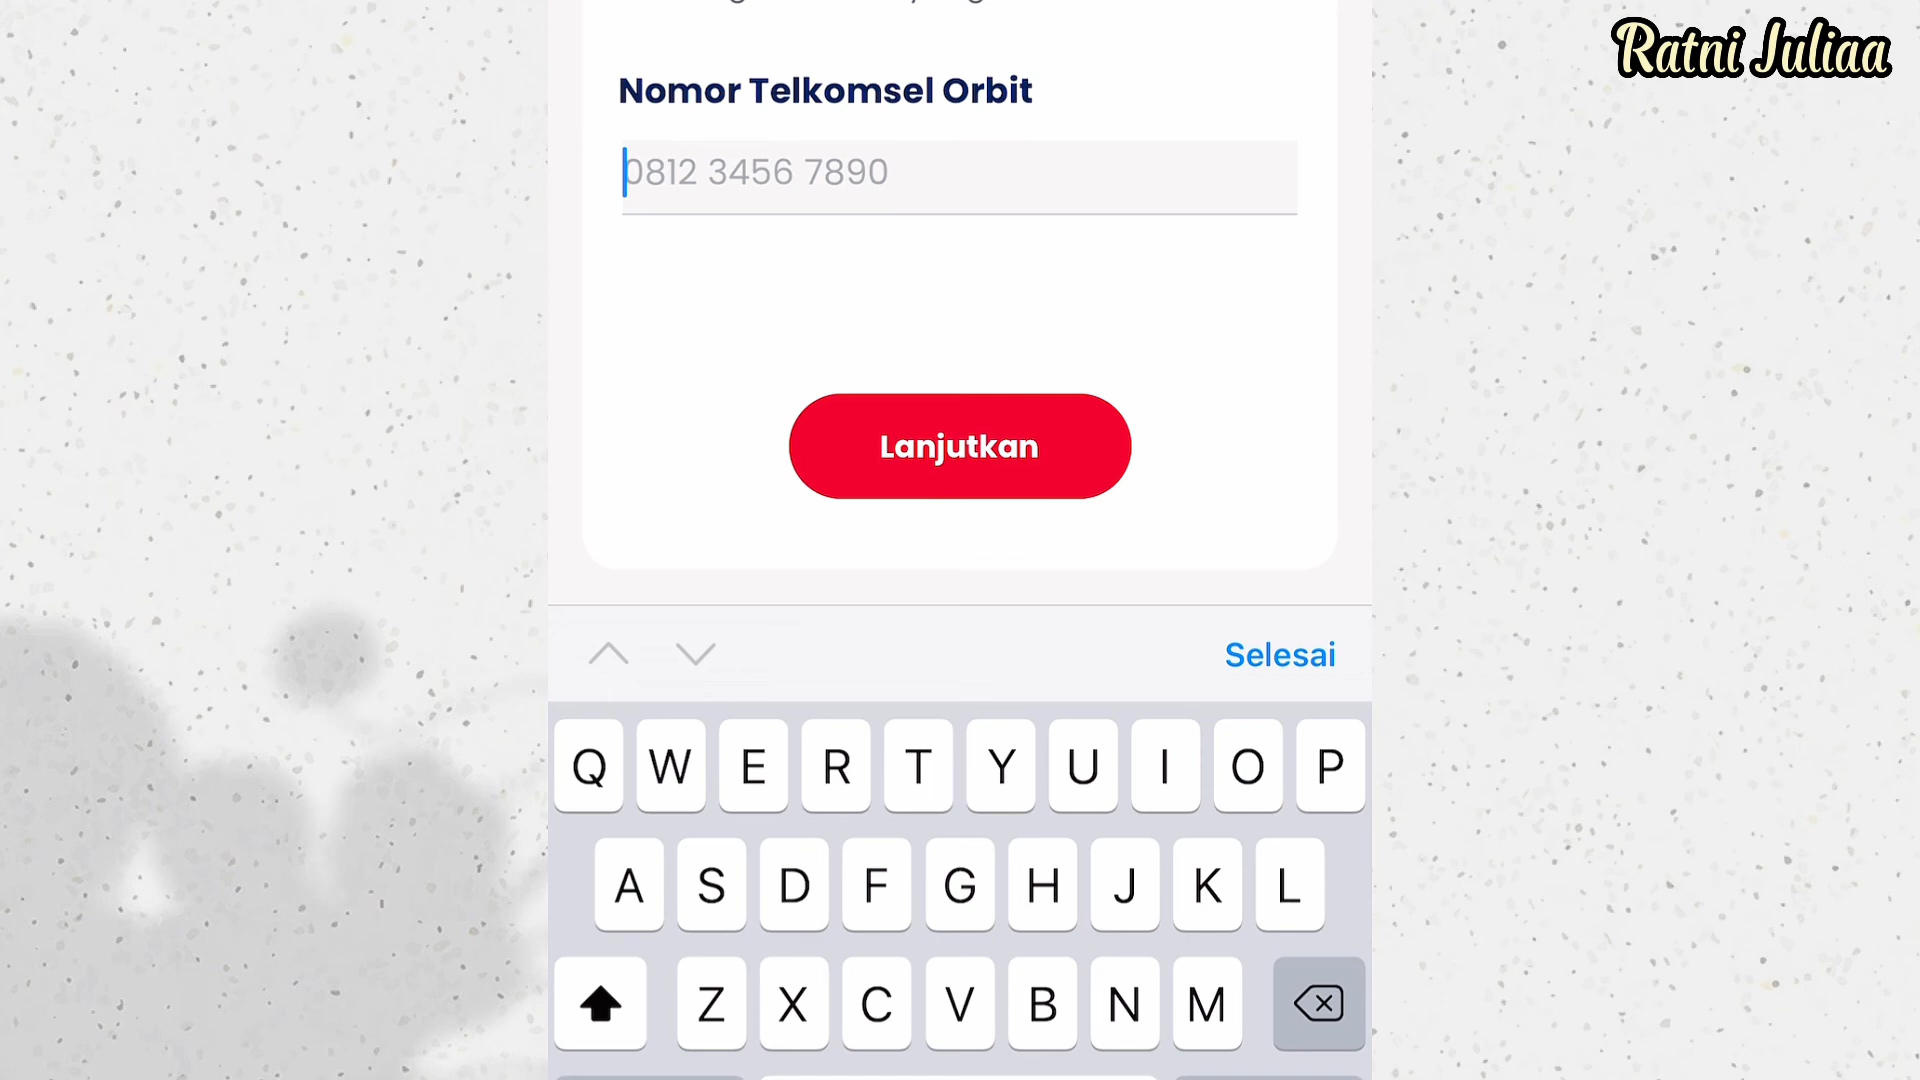 Ratni Juliaa
Nomor Telkomsel Orbit
0812 3456 7890
Lanjutkan
Selesai
Q W E R T Y U I O P
A S D F G H J K L
Z X C V B N M